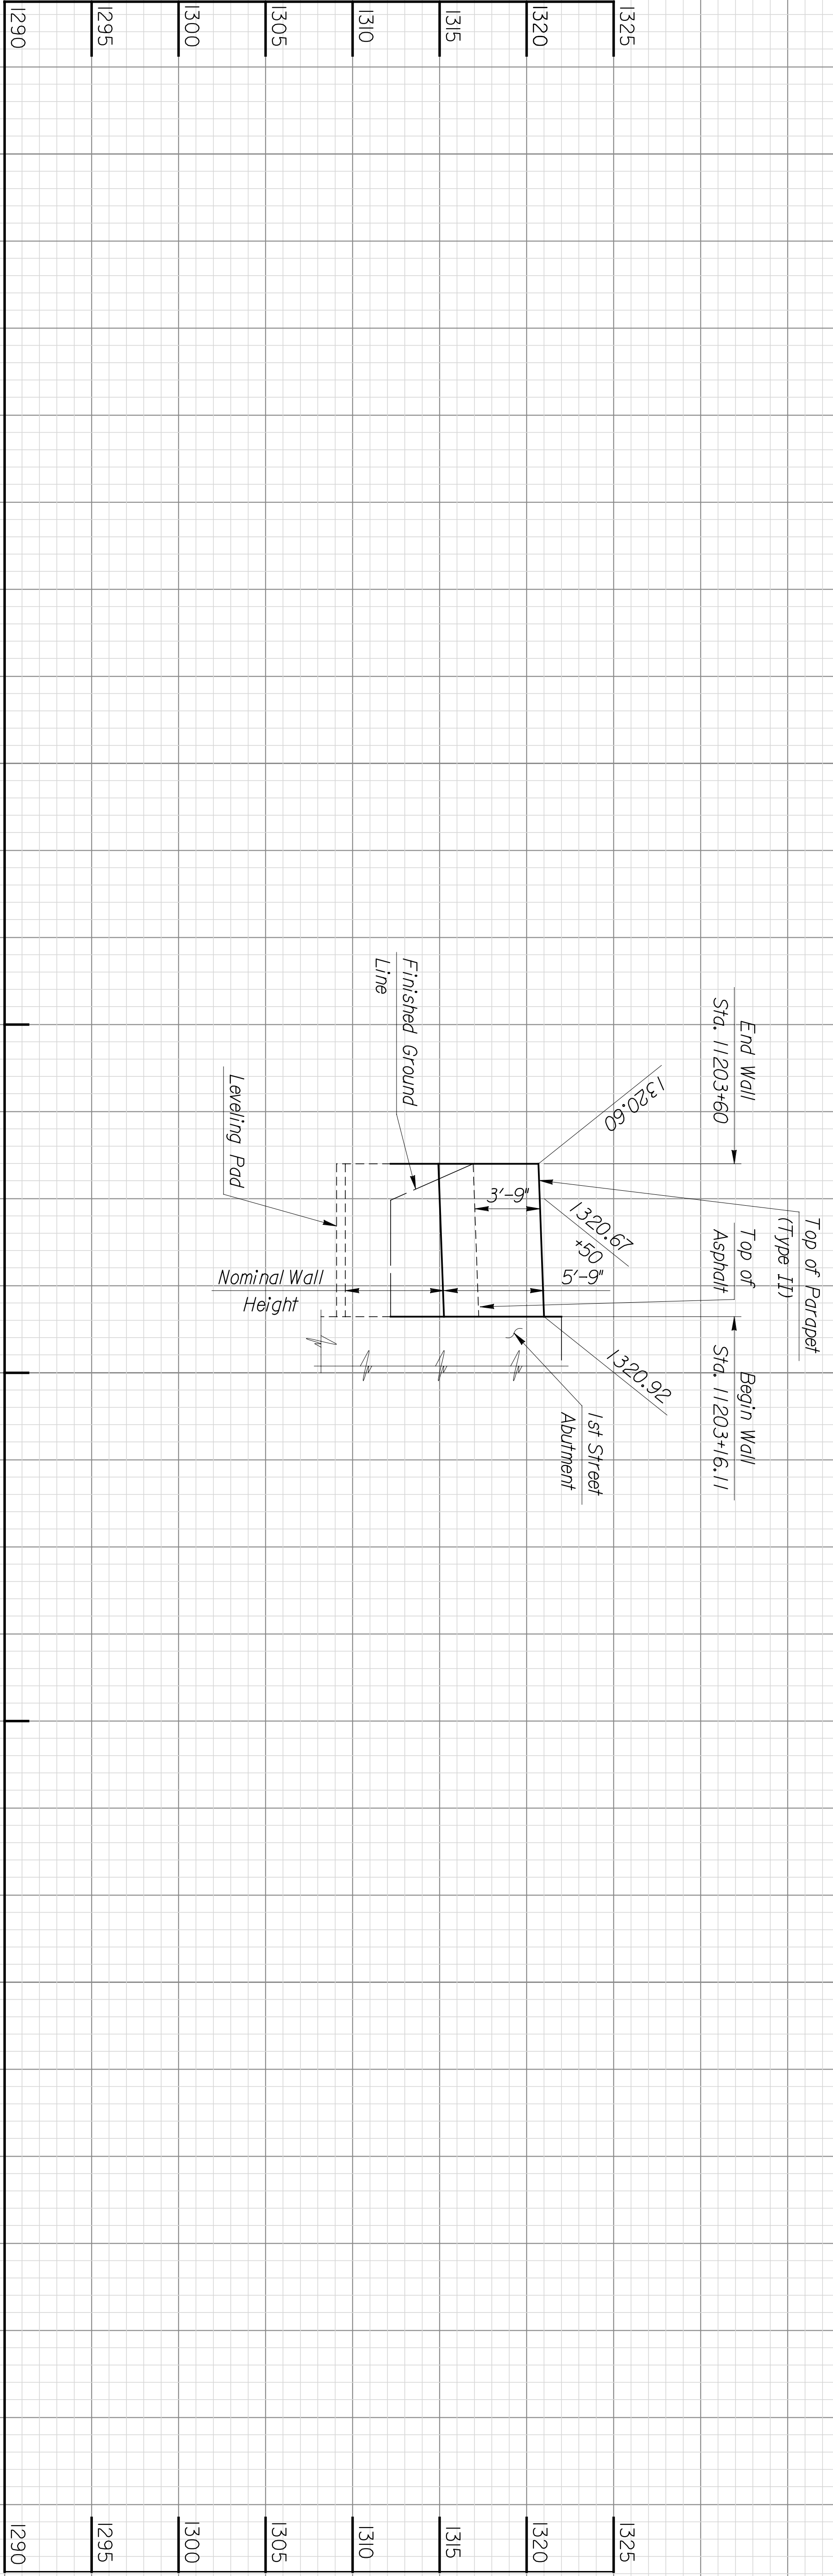 End Wall
Sta. 11203+60
Begin Wall
Sta. 11203+16.11
Top of Parapet
(Type II)
Top of
Asphalt
1320.60
1320.67
+50
1320.92
3'-9"
5'-9"
1st Street
Abutment
Finished Ground
Line
Leveling Pad
Nominal Wall
Height
1325
1320
1315
1310
1305
1300
1295
1290
1325
1320
1315
1310
1305
1300
1295
1290